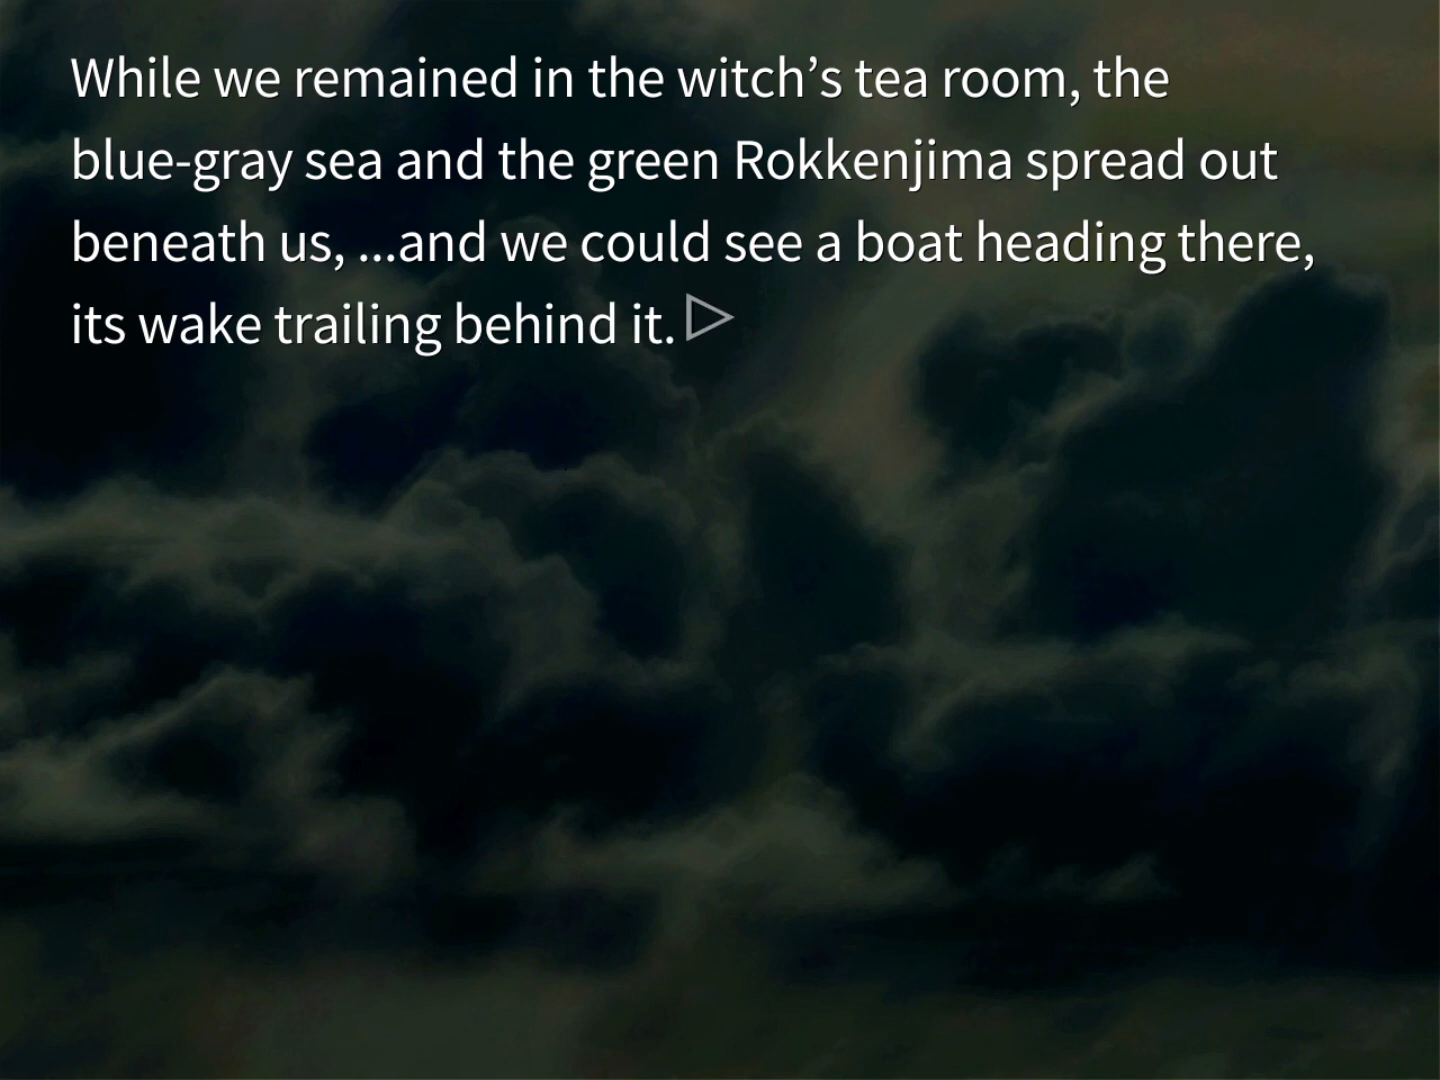 While we remained in the witch’s tea room, the
blue-gray sea and the green Rokkenjima spread out
beneath us, ...and we could see a boat heading there,
its wake trailing behind it.